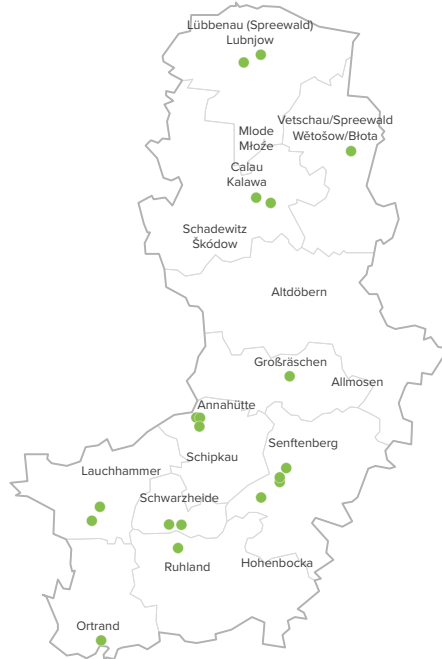 Lübbenau (Spreewald)
Lubnjow
Vetschau/Spreewald
Wětošow/Błota
Mlode
Młoźe
Calau
Kalawa
Schadewitz
Škódow
Altdöbern
Großräschen
Allmosen
Annahütte
Senftenberg
Schipkau
Lauchhammer
Schwarzheide
Ruhland
Hohenbocka
Ortrand